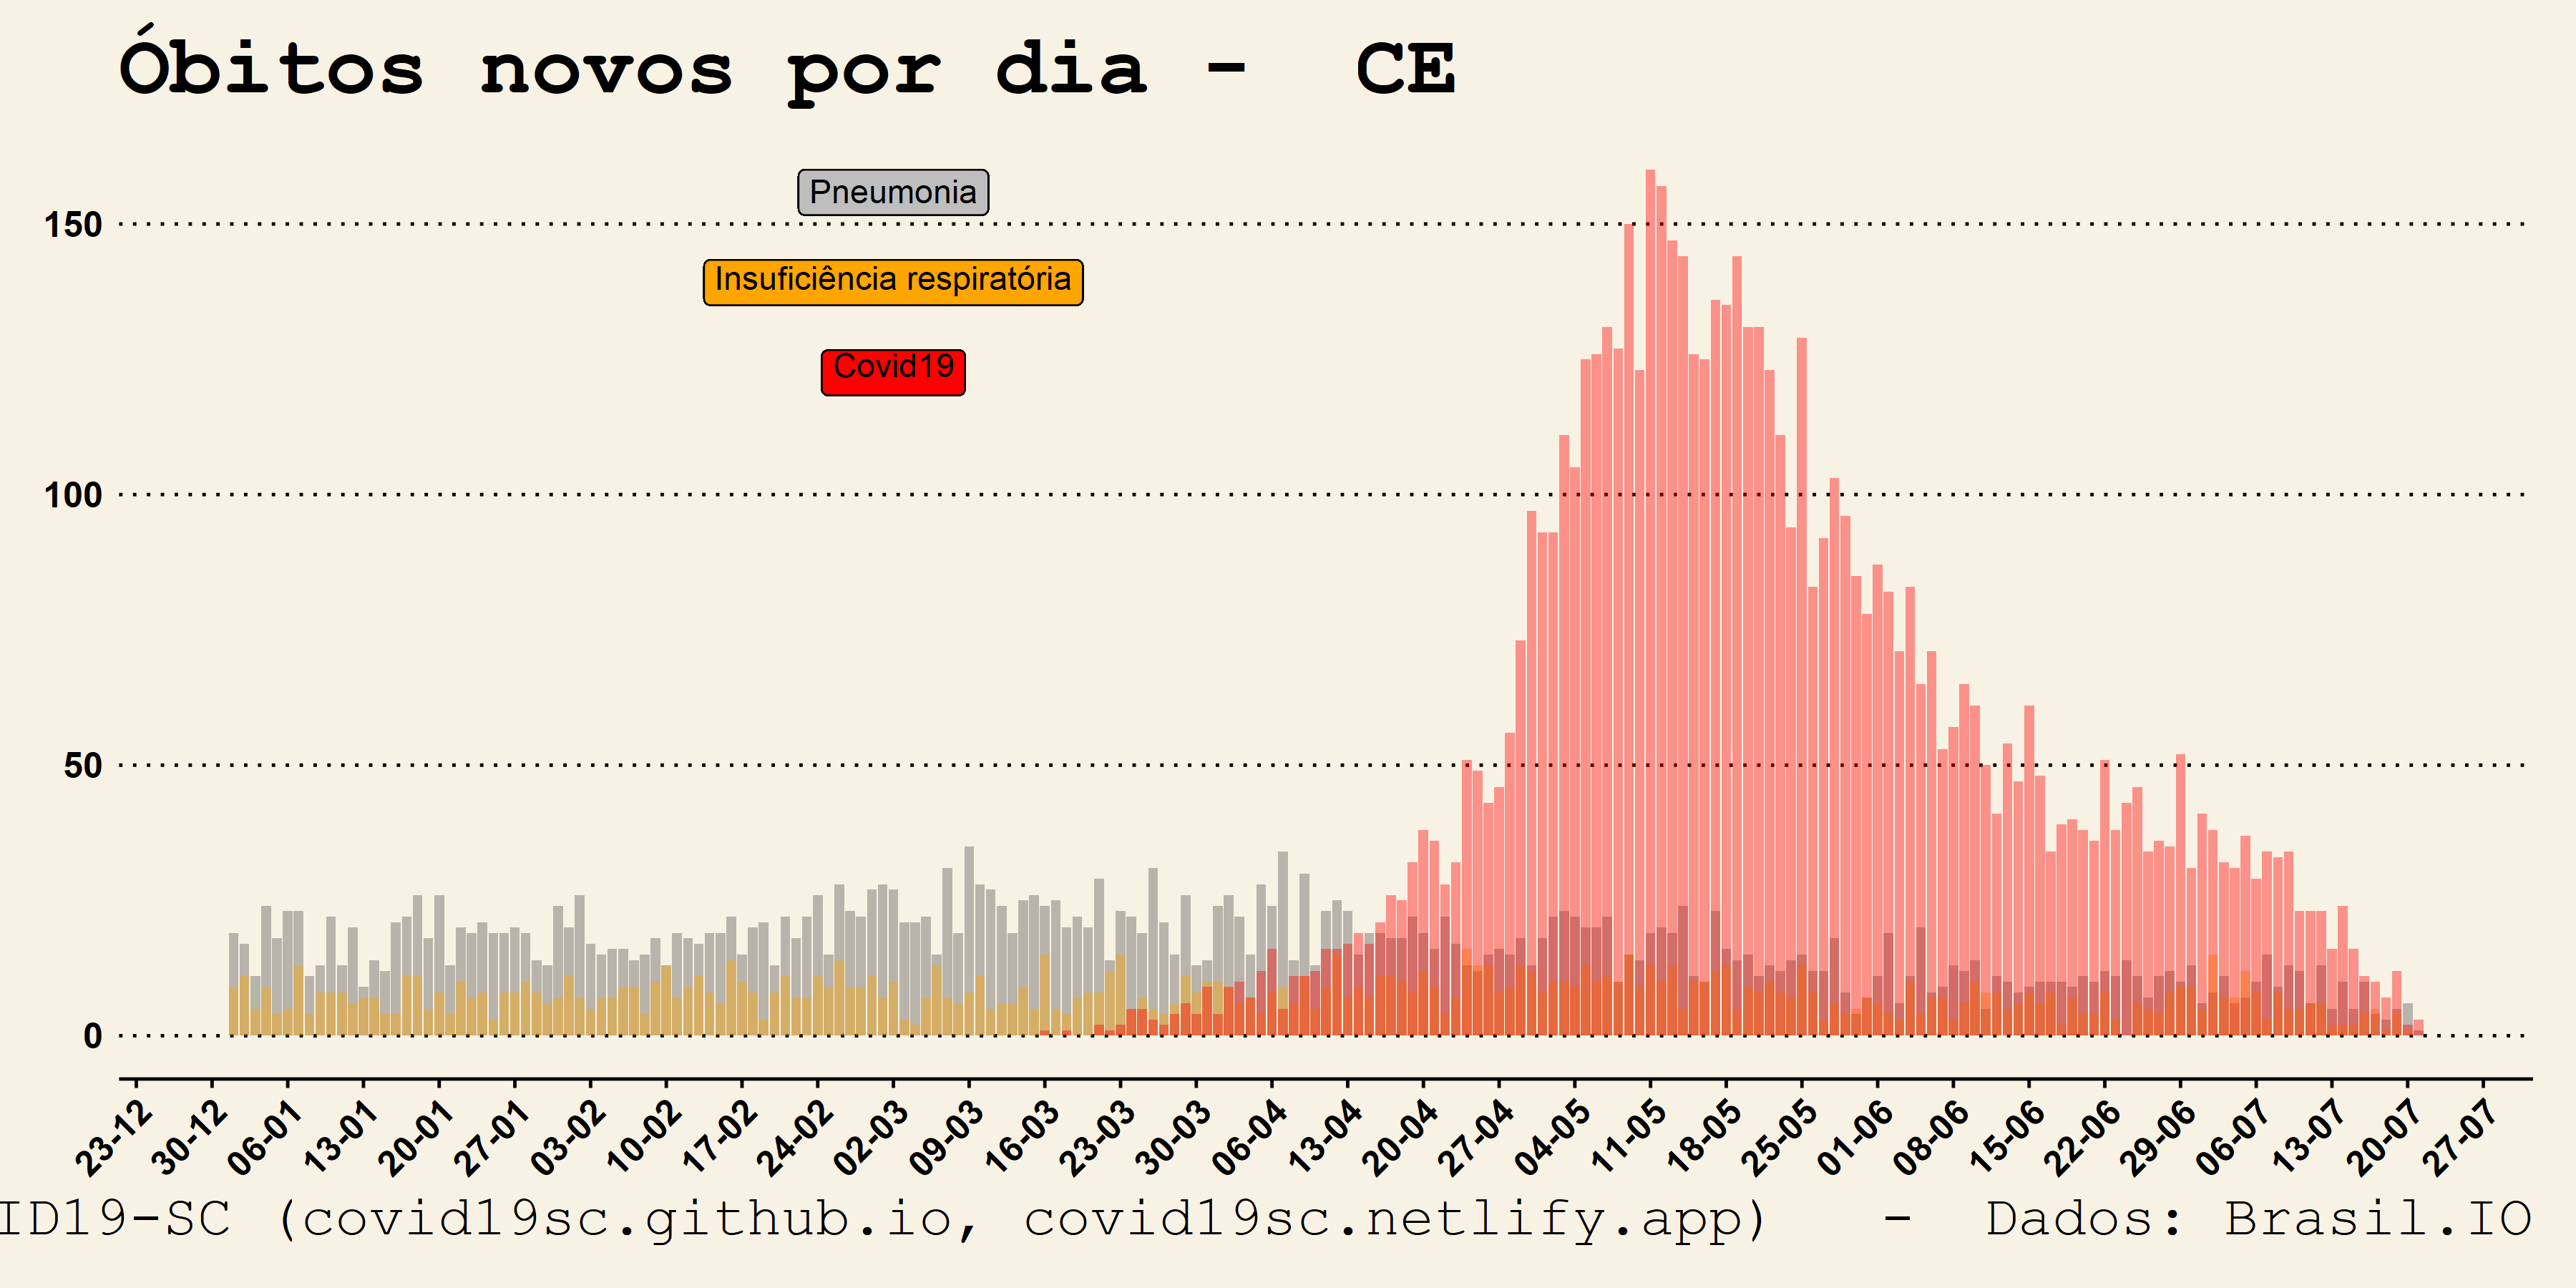 Óbitos novos por dia - CE
Pneumonia
150
Insuficiência respiratória
Covid19
100
50
0
23-12 30-12 06-01 13-01 20-01 27-01 03-02 10-02 17-02 24-02 02-03 09-03 16-03 23-03 30-03 06-04 13-04 20-04 27-04 04-05 11-05 18-05 25-05 01-06 08-06 15-06 22-06 29-06 06-07 13-07 20-07 27-07
ID19-SC (covid19sc.github.io, covid19sc.netlify.app) - Dados: Brasil.IO